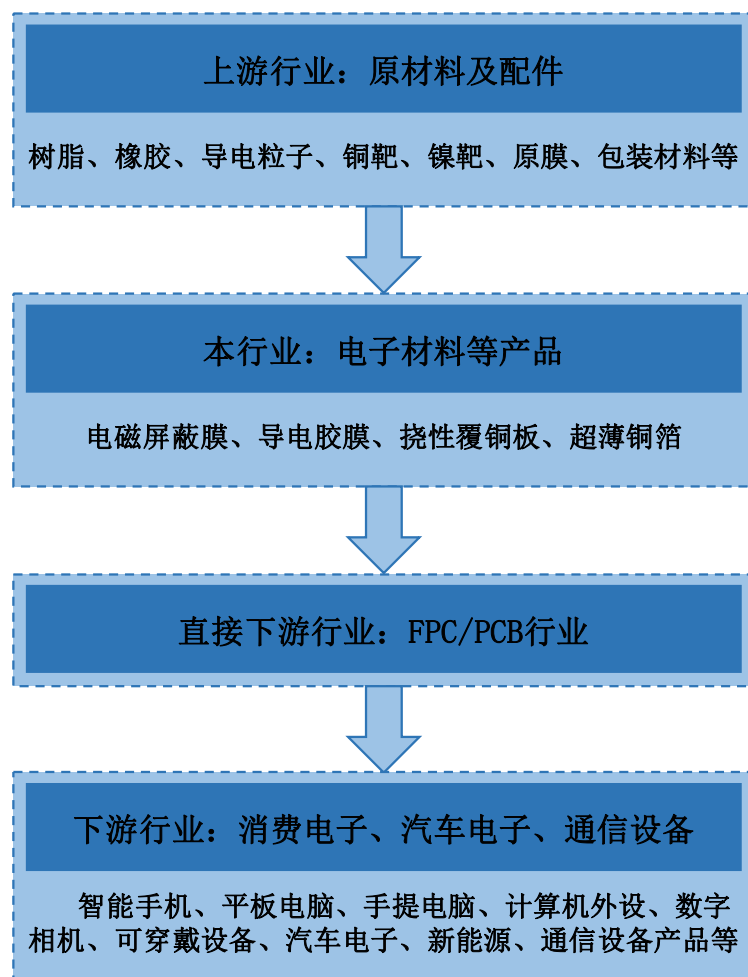 上游行业：原材料及配件
树脂、橡胶、导电粒子、铜靶、镍靶、原膜、包装材料等
本行业：电子材料等产品
电磁屏蔽膜、导电胶膜、挠性覆铜板、超薄铜箔
直接下游行业：FPC/PCB行业
下游行业：消费电子、汽车电子、通信设备
智能手机、平板电脑、手提电脑、计算机外设、数字
相机、可穿戴设备、汽车电子、新能源、通信设备产品等